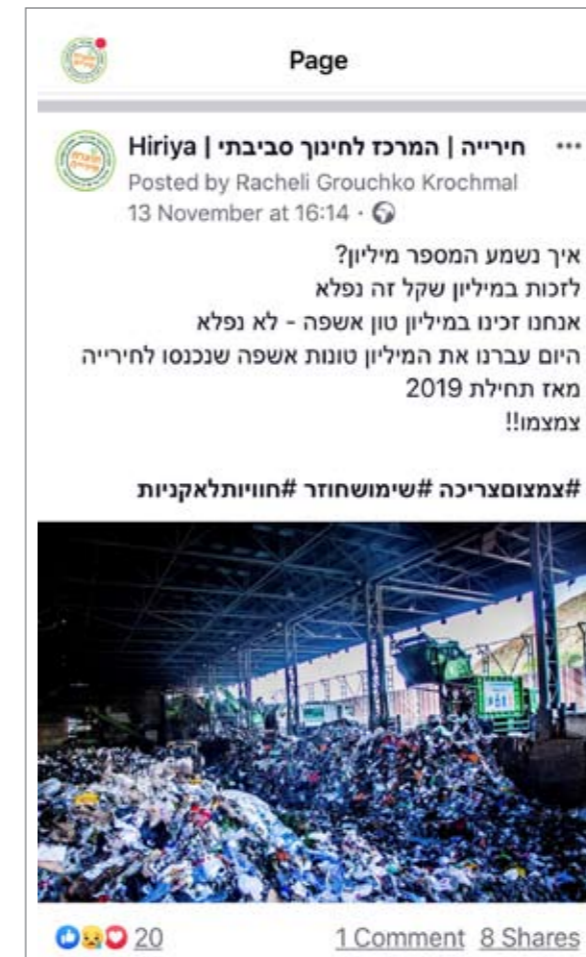 Page
חירייה | המרכז לחינוך סביבתי | Hiriya
Posted by Racheli Grouchko Krochmal
13 November at 16:14 ·
איך נשמע המספר מיליון?
לזכות במיליון שקל זה נפלא
אנחנו זכינו במיליון טון אשפה - לא נפלא
היום עברנו את המיליון טונות אשפה שנכנסו לחירייה
מאז תחילת 2019
צמצמו!!
#צמצוםצריכה #שימושחוזר #חוויותלאקניות
20
1 Comment 8 Shares